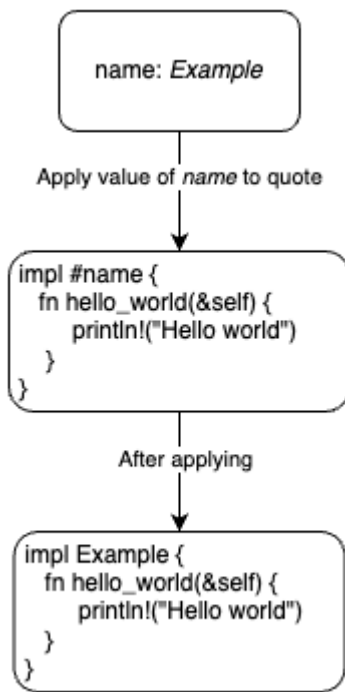 name: Example
Apply value of name to quote
impl #name {
fn hello_world(&self) {
println!("Hello world")
}
}
After applying
impl Example {
fn hello_world(&self) {
println!("Hello world")
}
}